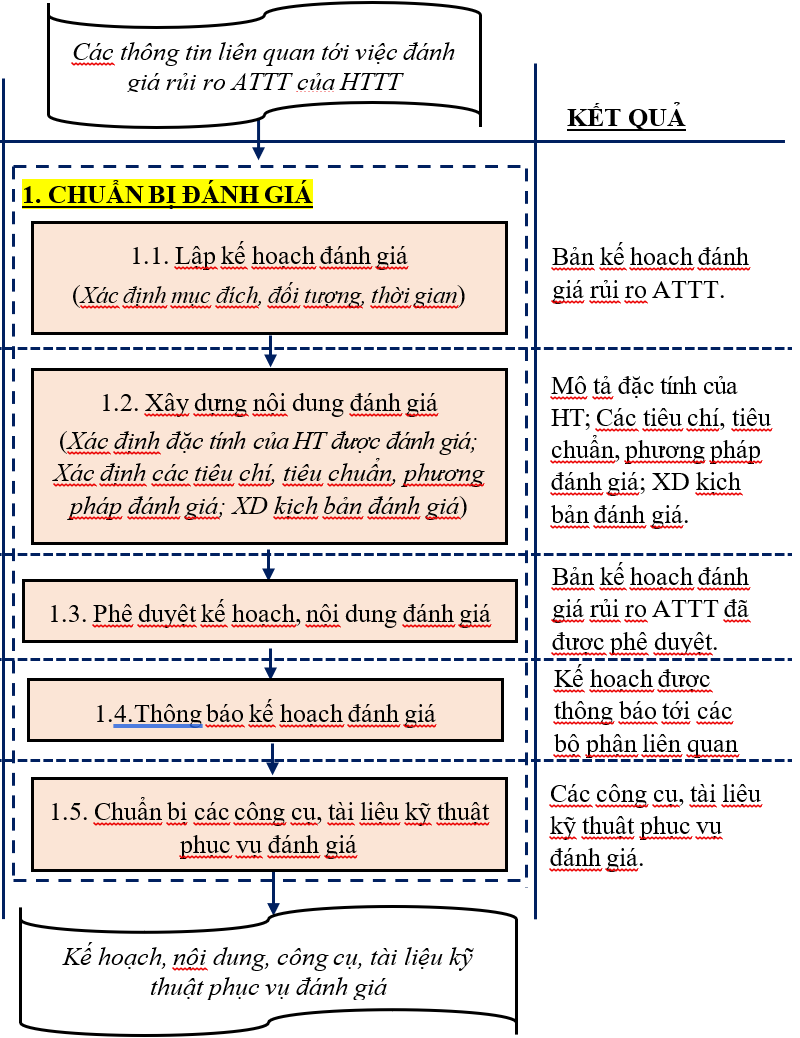 Các thông tin liên quan tới việc đánh
giá rủi ro ATTT của HTTT
KẾT QUẢ
1. CHUẨN BỊ ĐÁNH GIÁ
1.1. Lập kế hoạch đánh giá
(Xác định mục đích, đối tượng, thời gian)
Bản kế hoạch đánh
giá rủi ro ATTT.
1.2. Xây dựng nôi dung đánh giá
(Xác định đặc tính của HT được đánh giá;
Xác định các tiêu chí, tiêu chuẩn, phương
pháp đánh giá; XD kịch bản đánh giá)
Mô tả đặc tính của
HT; Các tiêu chí, tiêu
chuẩn, phương pháp
đánh giá; XD kịch
bản đánh giá.
1.3. Phê duyệt kế hoạch, nội dung đánh giá
Bản kế hoạch đánh
giá rủi ro ATTT đã
được phê duyệt.
1.4.Thông báo kế hoạch đánh giá
Kế hoạch được
thông báo tới các
bô phân liên quan
1.5. Chuẩn bị các công cụ, tài liệu kỹ thuật
phục vụ đánh giá
Các công cụ, tài liệu
kỹ thuật phục vụ
đánh giá.
Kế hoạch, nội dung, công cụ, tài liệu kỹ
thuật phục vụ đánh giá